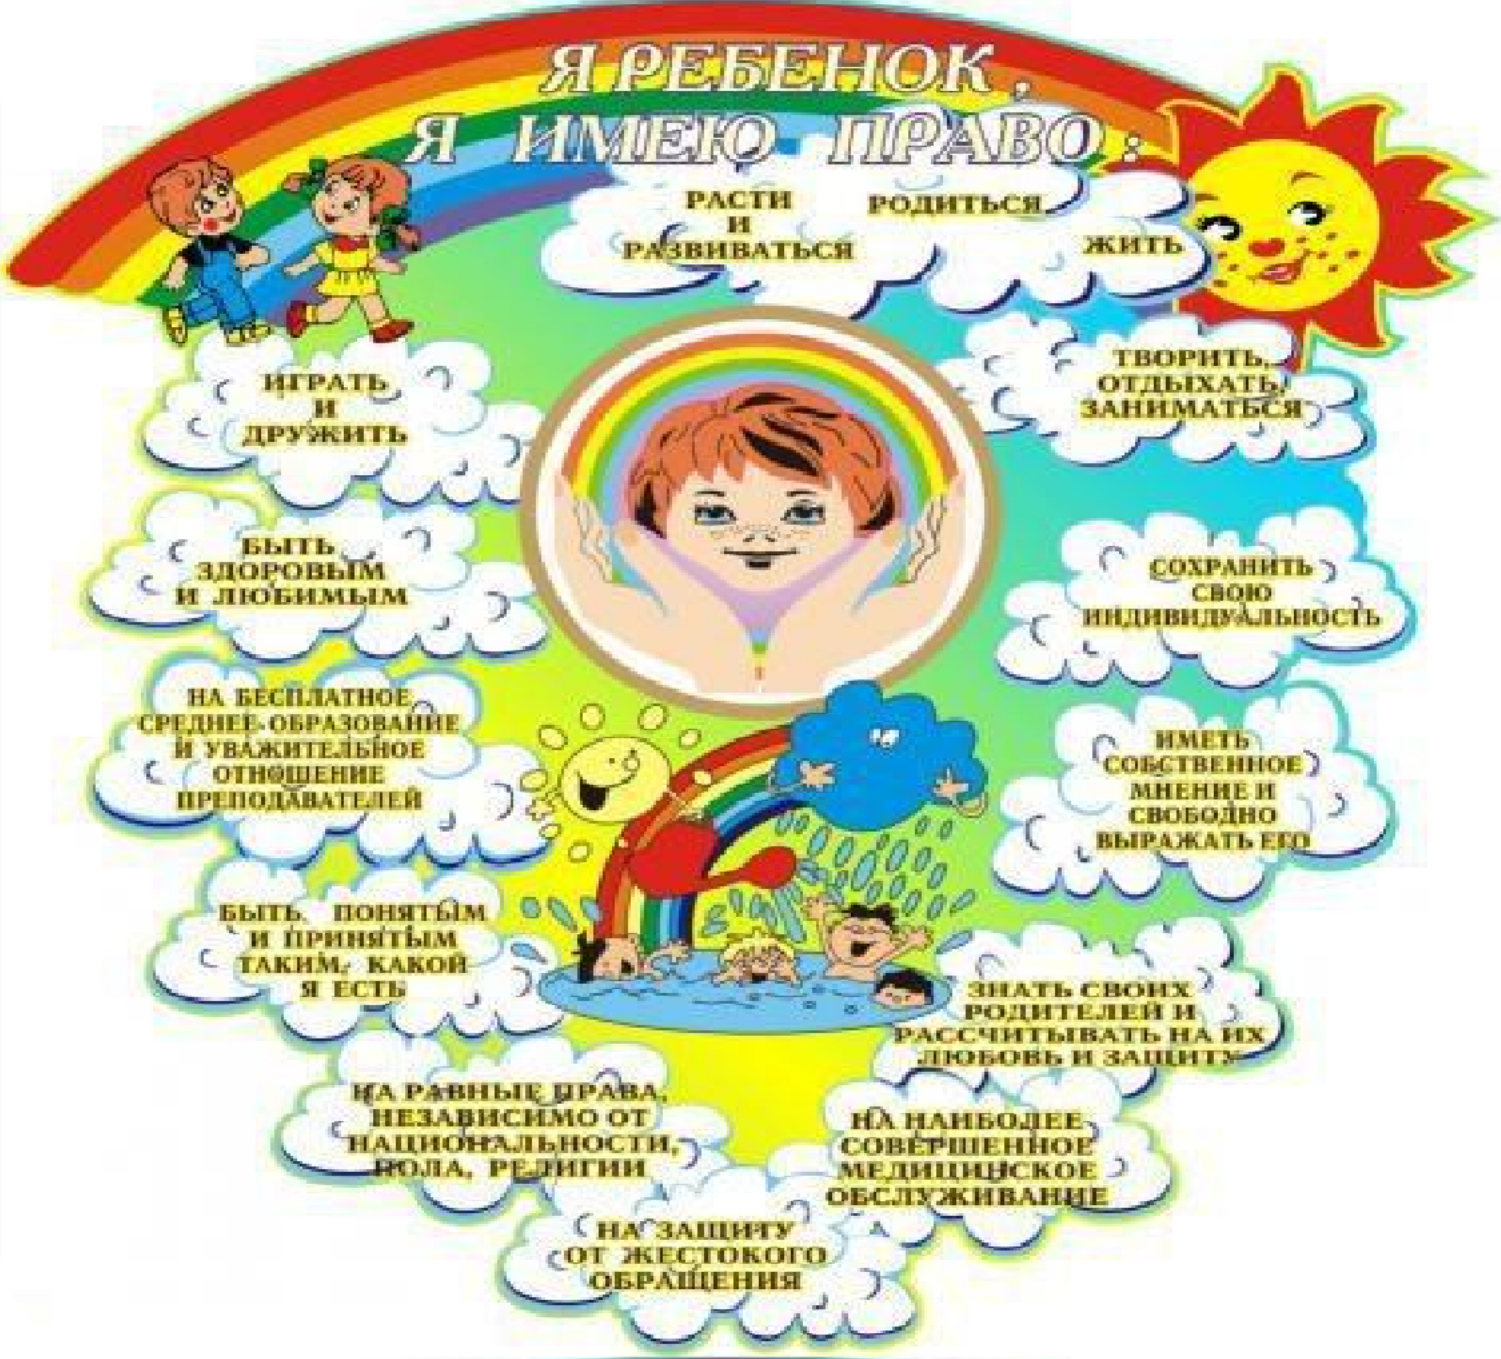 Я РЕБЕНОК,
Я ИМЕЮ ПРАВО:
РАСТИ
И
РАЗВИВАТЬСЯ
РОДИТЬСЯ
ЖИТЬ
ИГРАТЬ
И
ДРУЖИТЬ
ТВОРИТЬ,
ОТДЫХАТЬ,
ЗАНИМАТЬСЯ
БЫТЬ
ЗДОРОВЫМ
И ЛЮБИМЫМ
СОХРАНИТЬ
СВОЮ
ИНДИВИДУАЛЬНОСТЬ
НА БЕСПЛАТНОЕ
СРЕДНЕЕ ОБРАЗОВАНИЕ
И УВАЖИТЕЛЬНОЕ
ОТНОШЕНИЕ
ПРЕПОДАВАТЕЛЕЙ
ИМЕТЬ
СОБСТВЕННОЕ
МНЕНИЕ И
СВОБОДНО
ВЫРАЖАТЬ ЕГО
БЫТЬ ПОНЯТЫМ
И ПРИНЯТЫМ
ТАКИМ, КАКОЙ
Я ЕСТЬ
ЗНАТЬ СВОИХ
РОДИТЕЛЕЙ И
РАССЧИТЫВАТЬ НА ИХ
ЛЮБОВЬ И ЗАЩИТУ
НА РАВНЫЕ ПРАВА,
НЕЗАВИСИМО ОТ
НАЦИОНАЛЬНОСТИ,
ПОЛА, РЕЛИГИИ
НА НАИБОЛЕЕ
СОВЕРШЕННОЕ
МЕДИЦИНСКОЕ
ОБСЛУЖИВАНИЕ
НА ЗАЩИТУ
ОТ ЖЕСТОКОГО
ОБРАЩЕНИЯ